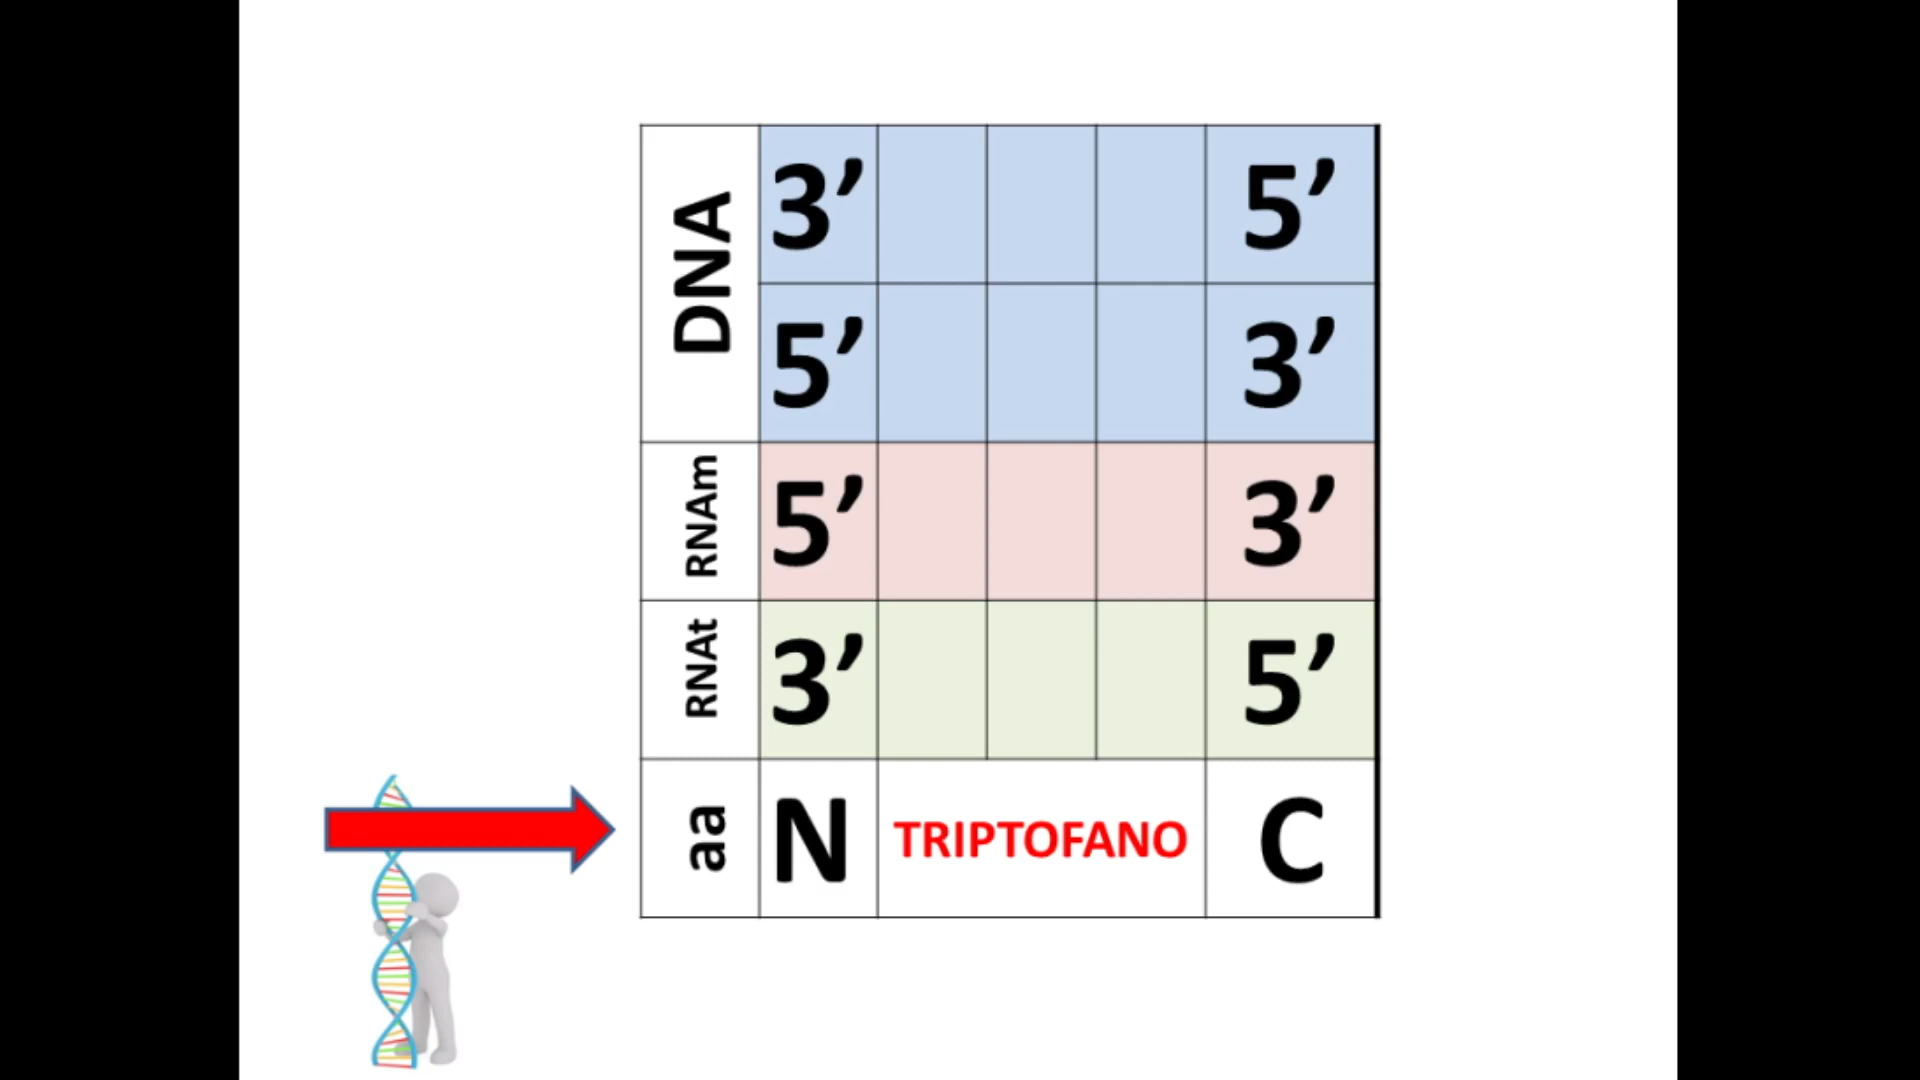 DNA 3’ 5’
5’ 3’
RNAm 5’ 3’
RNAt 3’ 5’
aa N TRIPTOFANO C